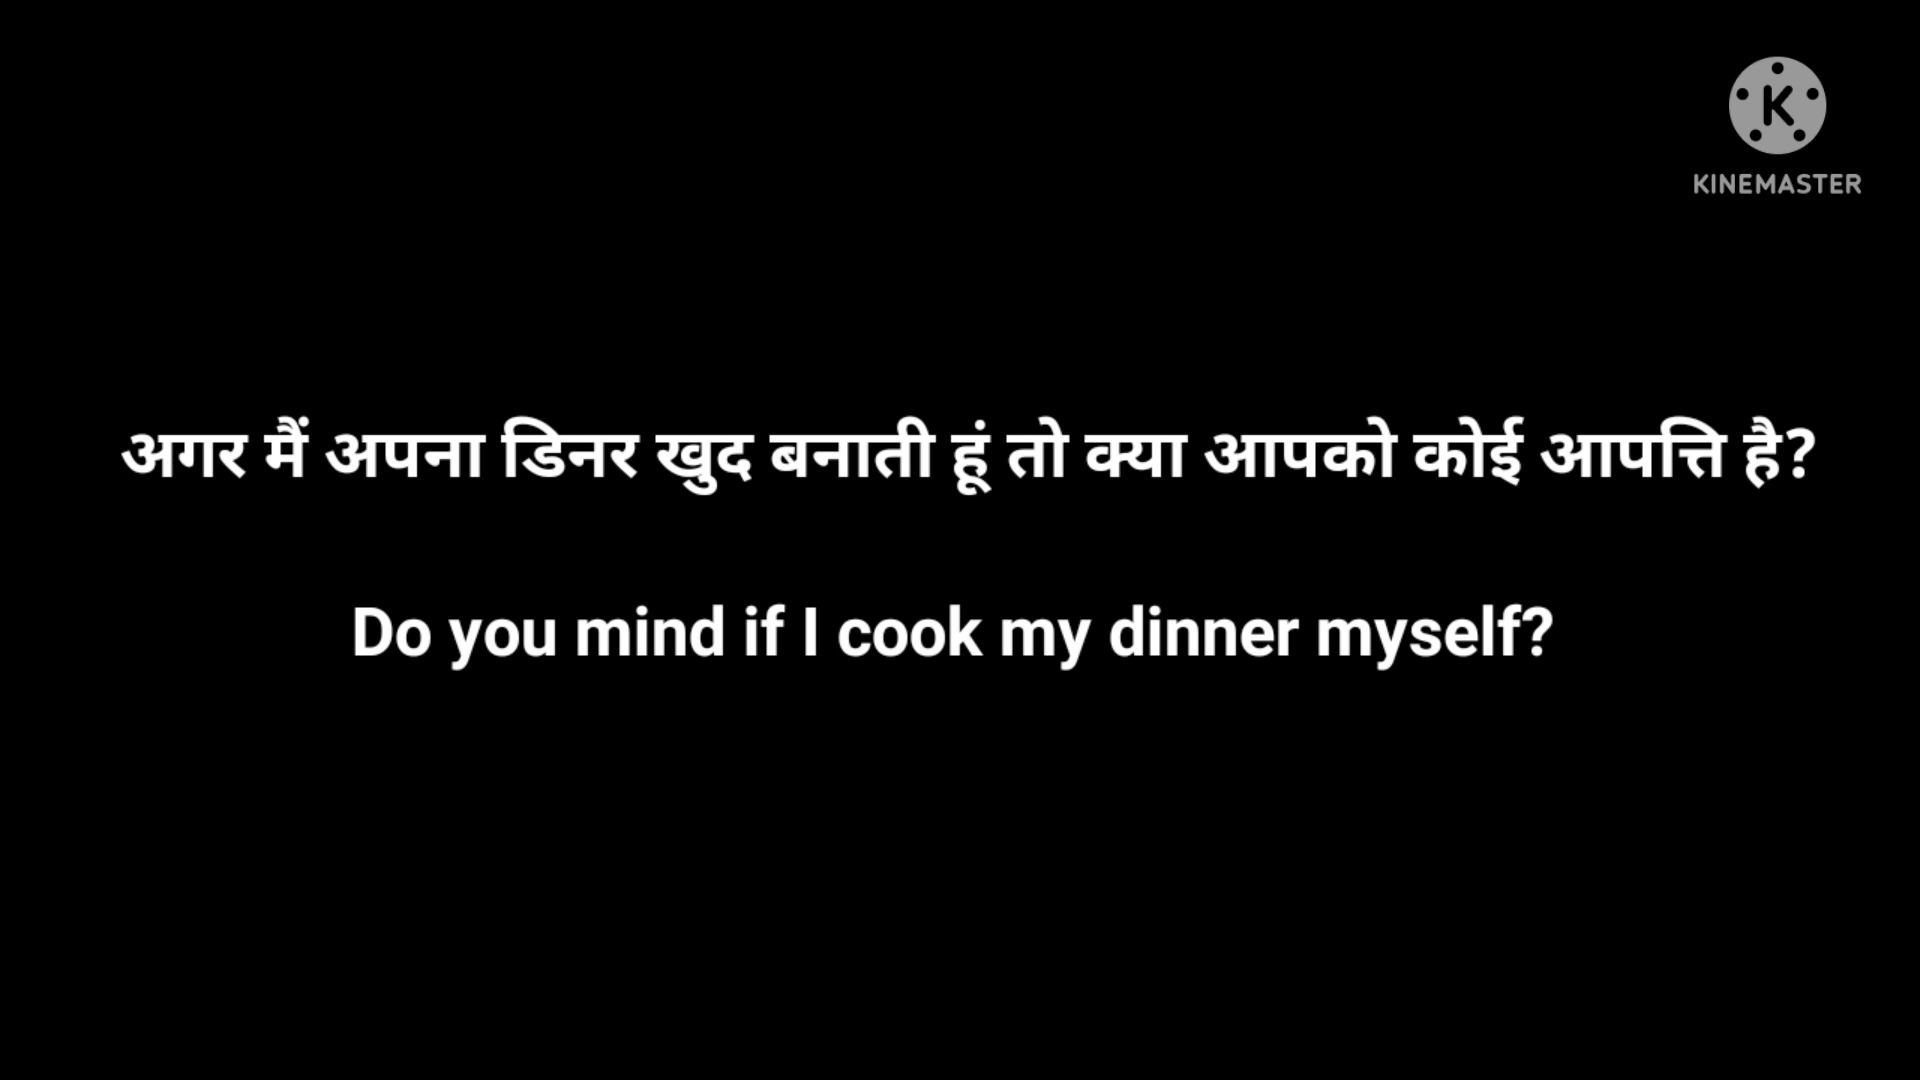 K
KINEMASTER
अगर मैं अपना डिनर खुद बनाती हूं तो क्या आपको कोई आपत्ति है?
Do you mind if I cook my dinner myself?